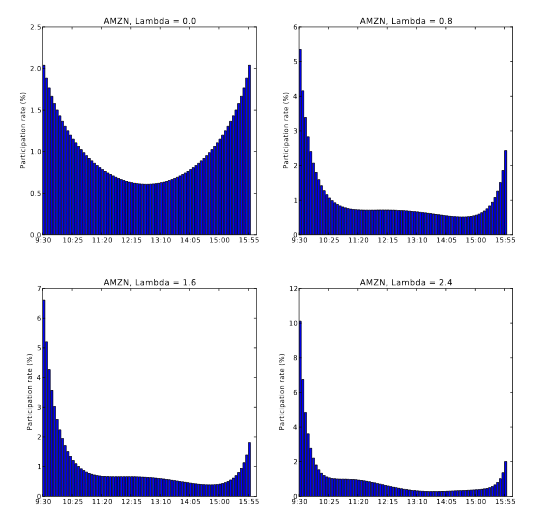 AMZN, Lambda = 0.0
Participation rate (%)
2.5
2.0
1.5
1.0
0.5
0.0
9:30 10:25 11:20 12:15 13:10 14:05 15:00 15:55
AMZN, Lambda = 0.8
Participation rate (%)
6
5
4
3
2
1
0
9:30 10:25 11:20 12:15 13:10 14:05 15:00 15:55
AMZN, Lambda = 1.6
Participation rate (%)
7
6
5
4
3
2
1
0
9:30 10:25 11:20 12:15 13:10 14:05 15:00 15:55
AMZN, Lambda = 2.4
Participation rate (%)
12
10
8
6
4
2
0
9:30 10:25 11:20 12:15 13:10 14:05 15:00 15:55